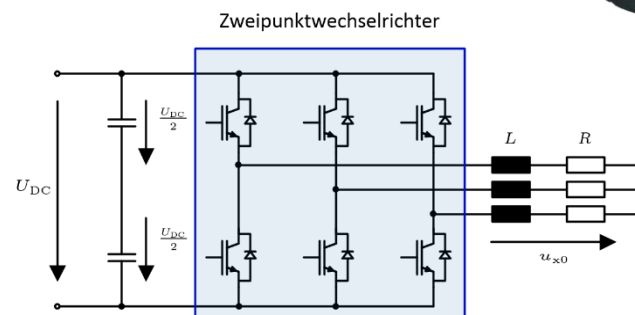 Zweipunktwechselrichter
U_DC
U_DC/2
U_DC/2
L
R
u_x0